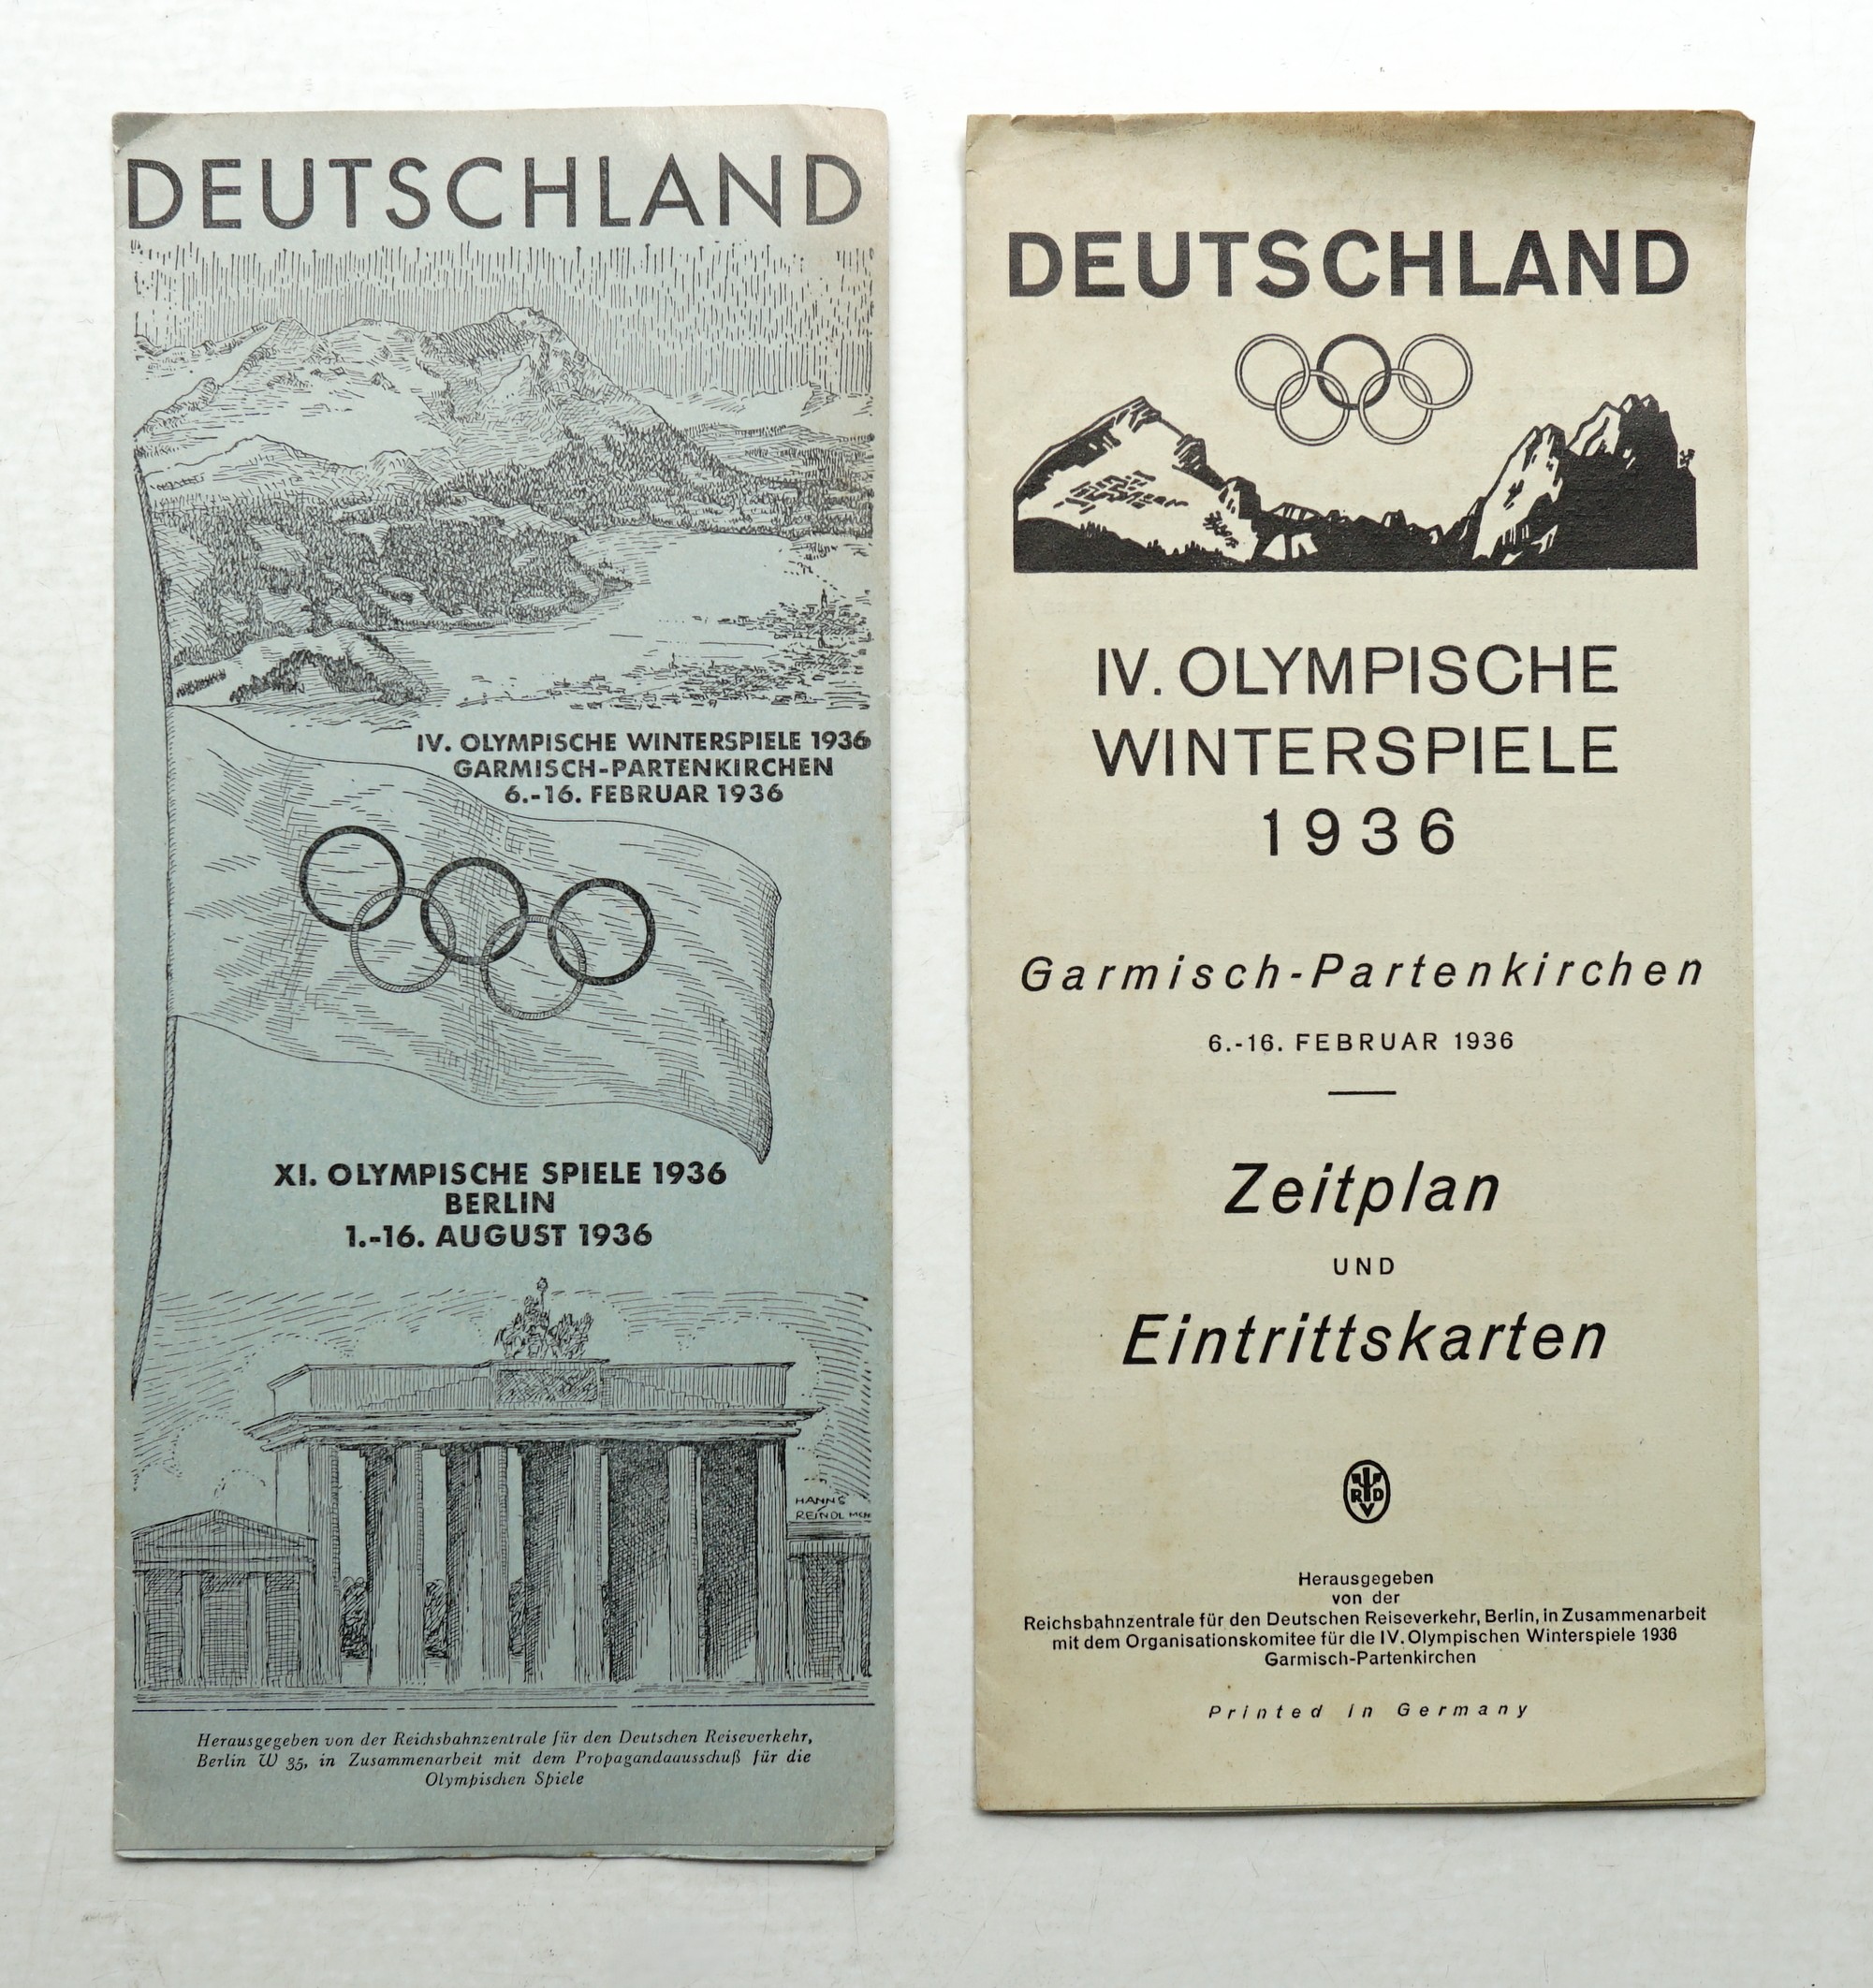 DEUTSCHLAND
IV. OLYMPISCHE WINTERSPIELE 1936
GARMISCH-PARTENKIRCHEN
6.-16. FEBRUAR 1936
XI. OLYMPISCHE SPIELE 1936
BERLIN
1.-16. AUGUST 1936
HANNS
REINDL MCH
Herausgegeben von der Reichsbahnzentrale für den Deutschen Reiseverkehr,
Berlin W 35, in Zusammenarbeit mit dem Propagandaausschuß für die
Olympischen Spiele
DEUTSCHLAND
IV. OLYMPISCHE
WINTERSPIELE
1936
Garmisch-Partenkirchen
6.-16. FEBRUAR 1936
Zeitplan
UND
Eintrittskarten
RDV
Herausgegeben
von der
Reichsbahnzentrale für den Deutschen Reiseverkehr, Berlin, in Zusammenarbeit
mit dem Organisationskomitee für dle IV. Olympischen Winterspiele 1936
Garmisch-Partenkirchen
Printed in Germany